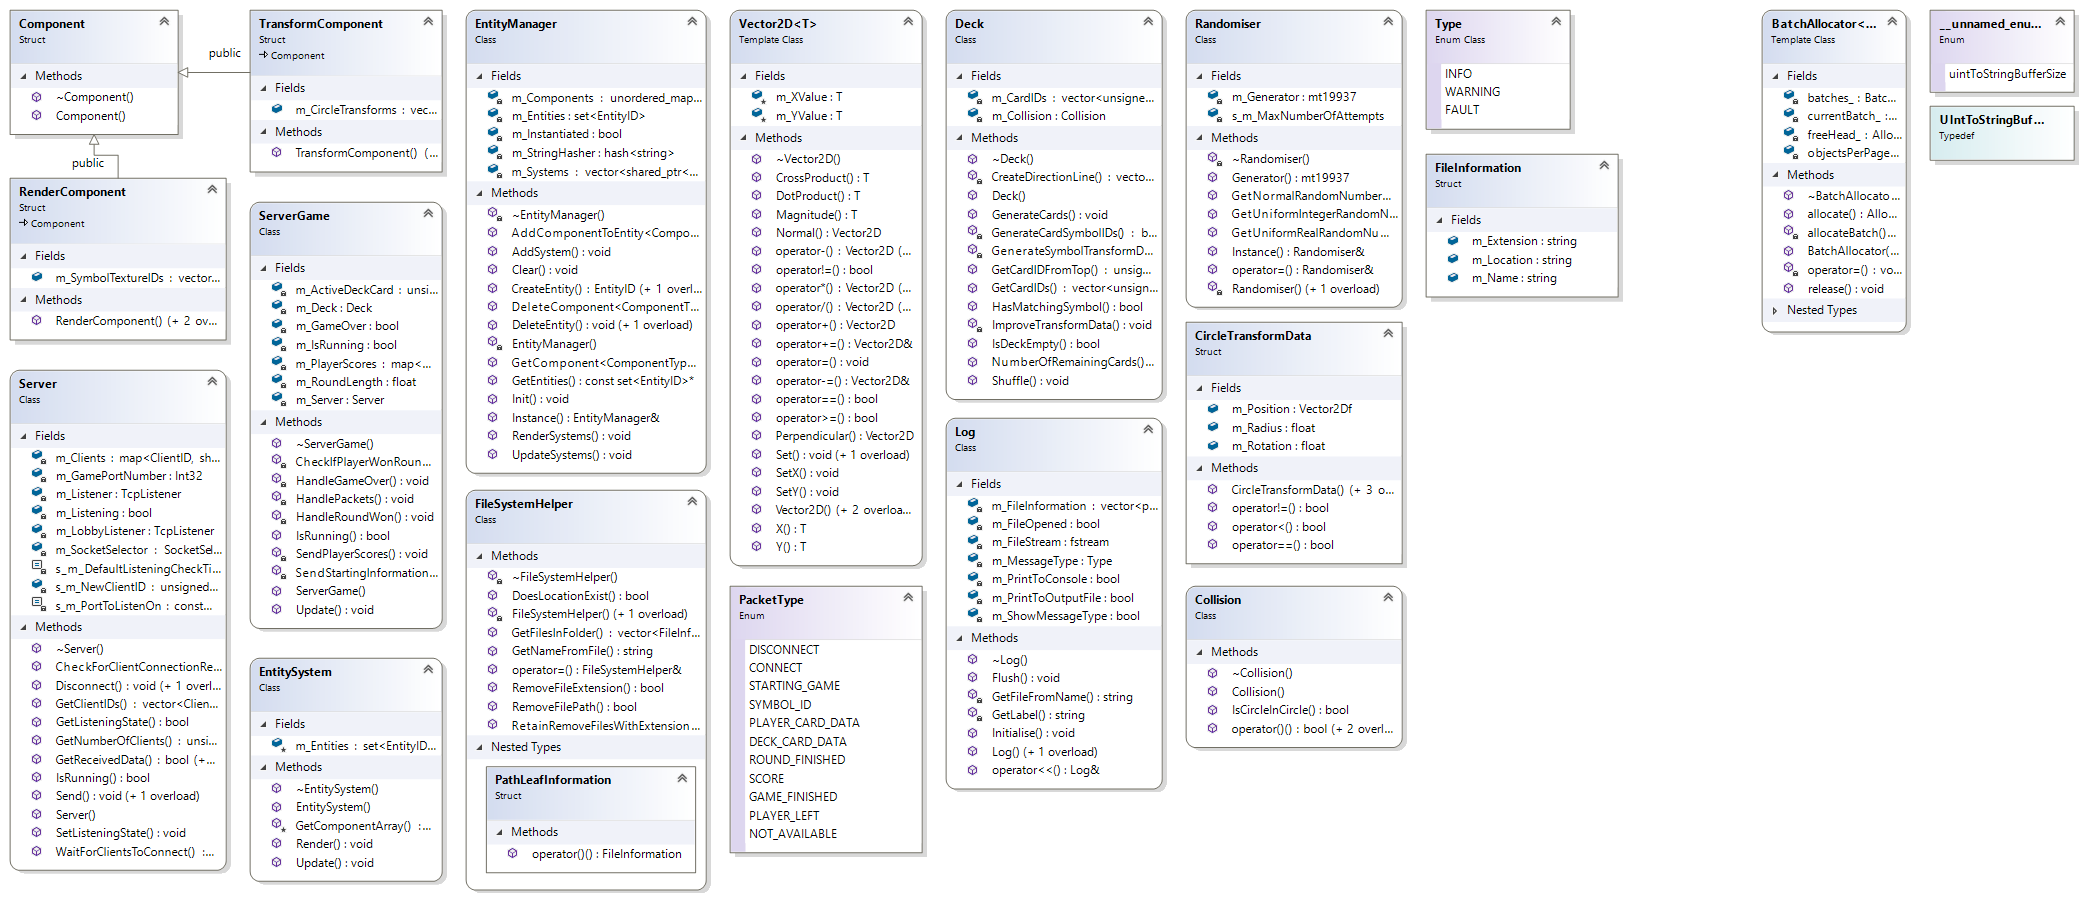 Component
Struct
Methods
~Component()
Component()
public
public
RenderComponent
Struct
Component
Fields
m_SymbolTextureIDs : vector...
Methods
RenderComponent() (+ 2 ov...
Server
Class
Fields
m_Clients : map<ClientID, sh...
m_GamePortNumber : Int32
m_Listener : TcpListener
m_Listening : bool
m_LobbyListener : TcpListener
m_SocketSelector : SocketSel...
s_m_DefaultListeningCheckTi...
s_m_NewClientID : unsigned...
s_m_PortToListenOn : const...
Methods
~Server()
CheckForClientConnectionRe...
Disconnect() : void (+ 1 overl...
GetClientIDs() : vector<Clien...
GetListeningState() : bool
GetNumberOfClients() : unsi...
GetReceivedData() : bool (+...
IsRunning() : bool
Send() : void (+ 1 overload)
Server()
SetListeningState() : void
WaitForClientsToConnect() :...
TransformComponent
Struct
Component
Fields
m_CircleTransforms : vec...
Methods
TransformComponent() (...
ServerGame
Class
Fields
m_ActiveDeckCard : unsi...
m_Deck : Deck
m_GameOver : bool
m_IsRunning : bool
m_PlayerScores : map<...
m_RoundLength : float
m_Server : Server
Methods
~ServerGame()
CheckIfPlayerWonRoun...
HandleGameOver() : void
HandlePackets() : void
HandleRoundWon() : void
IsRunning() : bool
SendPlayerScores() : void
SendStartingInformation...
ServerGame()
Update() : void
EntitySystem
Class
Fields
m_Entities : set<EntityID...
Methods
~EntitySystem()
EntitySystem()
GetComponentArray() :...
Render() : void
Update() : void
EntityManager
Class
Fields
m_Components : unordered_map...
m_Entities : set<EntityID>
m_Instantiated : bool
m_StringHasher : hash<string>
m_Systems : vector<shared_ptr<...
Methods
~EntityManager()
AddComponentToEntity<Compo...
AddSystem() : void
Clear() : void
CreateEntity() : EntityID (+ 1 overl...
DeleteComponent<ComponentT...
DeleteEntity() : void (+ 1 overload)
EntityManager()
GetComponent<ComponentTyp...
GetEntities() : const set<EntityID>*
Init() : void
Instance() : EntityManager&
RenderSystems() : void
UpdateSystems() : void
FileSystemHelper
Class
Methods
~FileSystemHelper()
DoesLocationExist() : bool
FileSystemHelper() (+ 1 overload)
GetFilesInFolder() : vector<FileInf...
GetNameFromFile() : string
operator=() : FileSystemHelper&
RemoveFileExtension() : bool
RemoveFilePath() : bool
RetainRemoveFilesWithExtension...
Nested Types
PathLeafInformation
Struct
Methods
operator()() : FileInformation
Vector2D<T>
Template Class
Fields
m_XValue : T
m_YValue : T
Methods
~Vector2D()
CrossProduct() : T
DotProduct() : T
Magnitude() : T
Normal() : Vector2D
operator-() : Vector2D (...
operator!=() : bool
operator*() : Vector2D (...
operator/() : Vector2D (...
operator+() : Vector2D
operator+=() : Vector2D&
operator=() : void
operator-=() : Vector2D&
operator==() : bool
operator>=() : bool
Perpendicular() : Vector2D
Set() : void (+ 1 overload)
SetX() : void
SetY() : void
Vector2D() (+ 2 overloa...
X() : T
Y() : T
PacketType
Enum
DISCONNECT
CONNECT
STARTING_GAME
SYMBOL_ID
PLAYER_CARD_DATA
DECK_CARD_DATA
ROUND_FINISHED
SCORE
GAME_FINISHED
PLAYER_LEFT
NOT_AVAILABLE
Deck
Class
Fields
m_CardIDs : vector<unsigne...
m_Collision : Collision
Methods
~Deck()
CreateDirectionLine() : vecto...
Deck()
GenerateCards() : void
GenerateCardSymbolIDs() : b...
GenerateSymbolTransformD...
GetCardIDFromTop() : unsig...
GetCardIDs() : vector<unsign...
HasMatchingSymbol() : bool
ImproveTransformData() : void
IsDeckEmpty() : bool
NumberOfRemainingCards()...
Shuffle() : void
Log
Class
Fields
m_FileInformation : vector<p...
m_FileOpened : bool
m_FileStream : fstream
m_MessageType : Type
m_PrintToConsole : bool
m_PrintToOutputFile : bool
m_ShowMessageType : bool
Methods
~Log()
Flush() : void
GetFileFromName() : string
GetLabel() : string
Initialise() : void
Log() (+ 1 overload)
operator<<() : Log&
Randomiser
Class
Fields
m_Generator : mt19937
s_m_MaxNumberOfAttempts
Methods
~Randomiser()
Generator() : mt19937
GetNormalRandomNumber...
GetUniformIntegerRandomN...
GetUniformRealRandomNu...
Instance() : Randomiser&
operator=() : Randomiser&
Randomiser() (+ 1 overload)
CircleTransformData
Struct
Fields
m_Position : Vector2Df
m_Radius : float
m_Rotation : float
Methods
CircleTransformData() (+ 3 o...
operator!=() : bool
operator<() : bool
operator==() : bool
Collision
Class
Methods
~Collision()
Collision()
IsCircleInCircle() : bool
operator()() : bool (+ 2 overl...
Type
Enum Class
INFO
WARNING
FAULT
FileInformation
Struct
Fields
m_Extension : string
m_Location : string
m_Name : string
BatchAllocator<...
Template Class
Fields
batches_ : Batc...
currentBatch_ :...
freeHead_ : Allo...
objectsPerPage...
Methods
~BatchAllocato...
allocate() : Allo...
allocateBatch()...
BatchAllocator(...
operator=() : vo...
release() : void
Nested Types
__unnamed_enu...
Enum
uintToStringBufferSize
UIntToStringBuf...
Typedef